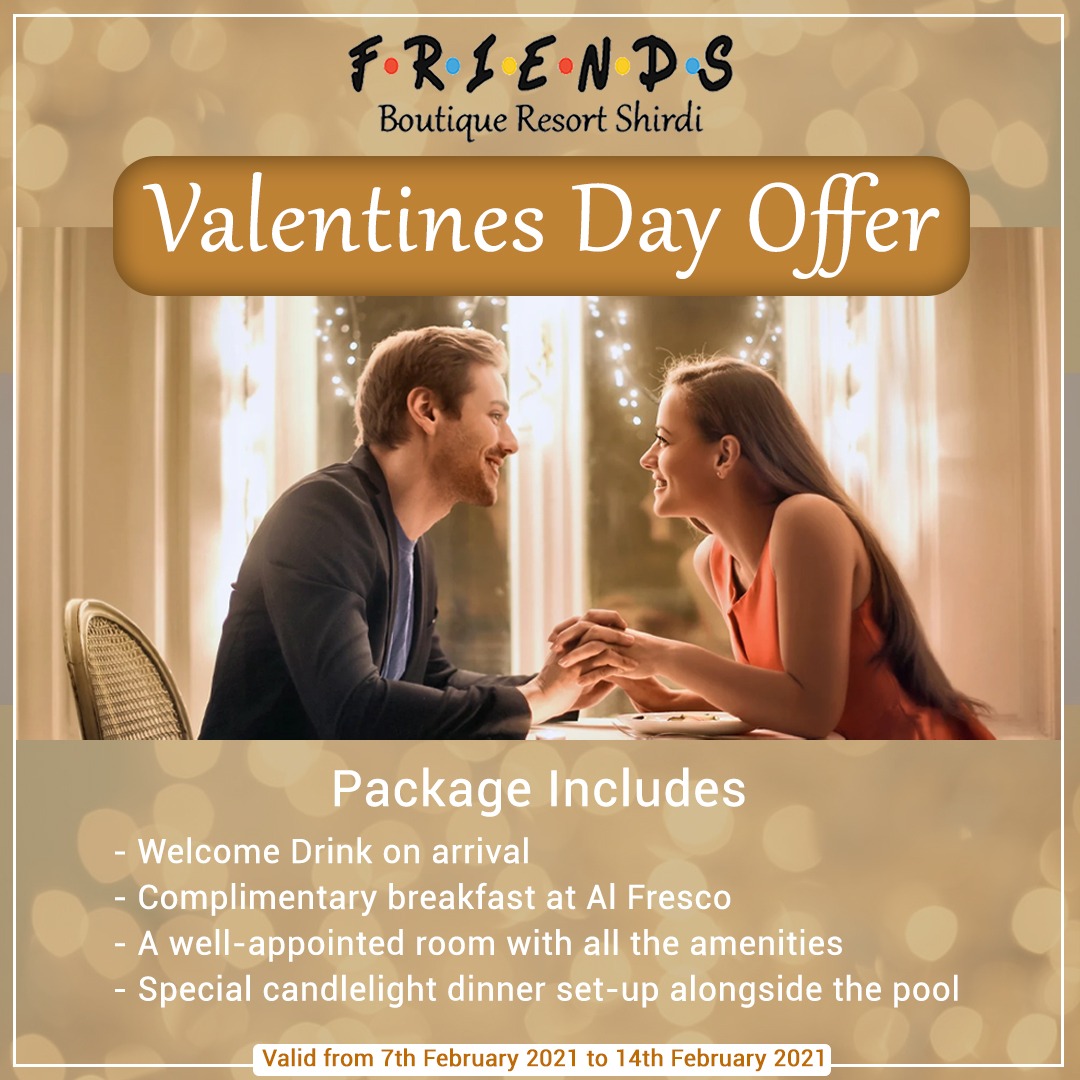 F•R•I•E•N•D•S
Boutique Resort Shirdi
Valentines Day Offer
Package Includes
- Welcome Drink on arrival
- Complimentary breakfast at Al Fresco
- A well-appointed room with all the amenities
- Special candlelight dinner set-up alongside the pool
Valid from 7th February 2021 to 14th February 2021